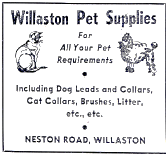 Willaston Pet Supplies
For
All Your Pet
Requirements
•
Including Dog Leads and Collars,
Cat Collars, Brushes, Litter,
etc., etc.
•
NESTON ROAD, WILLASTON